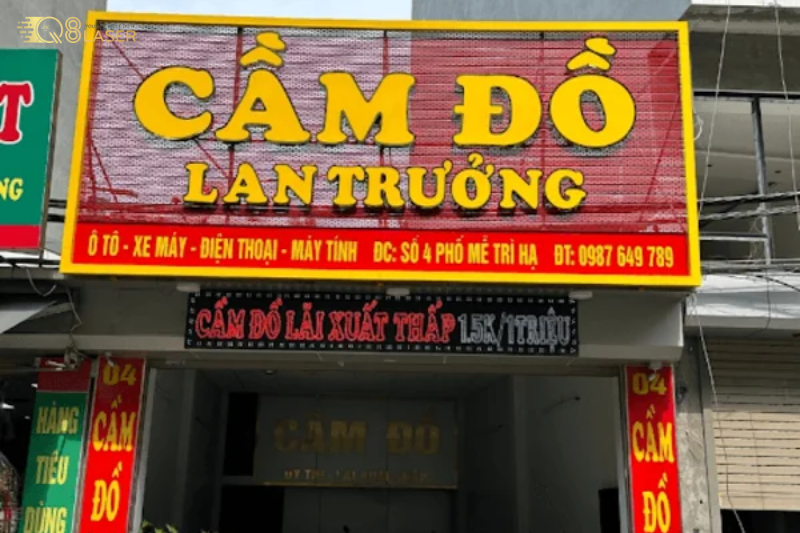 Q8
LASER
CẦM ĐỒ
LAN TRƯỞNG
Ô TÔ - XE MÁY - ĐIỆN THOẠI - MÁY TÍNH ĐC: SỐ 4 PHỐ MỄ TRÌ HẠ ĐT: 0987 649 789
CẦM ĐỒ LÃI XUẤT THẤP 1.5K/1TRIỆU
T
NG
HÀNG
TIÊU
DÙNG
04
CẦM
ĐỒ
CẦM ĐỒ
04
CẦM
ĐỒ